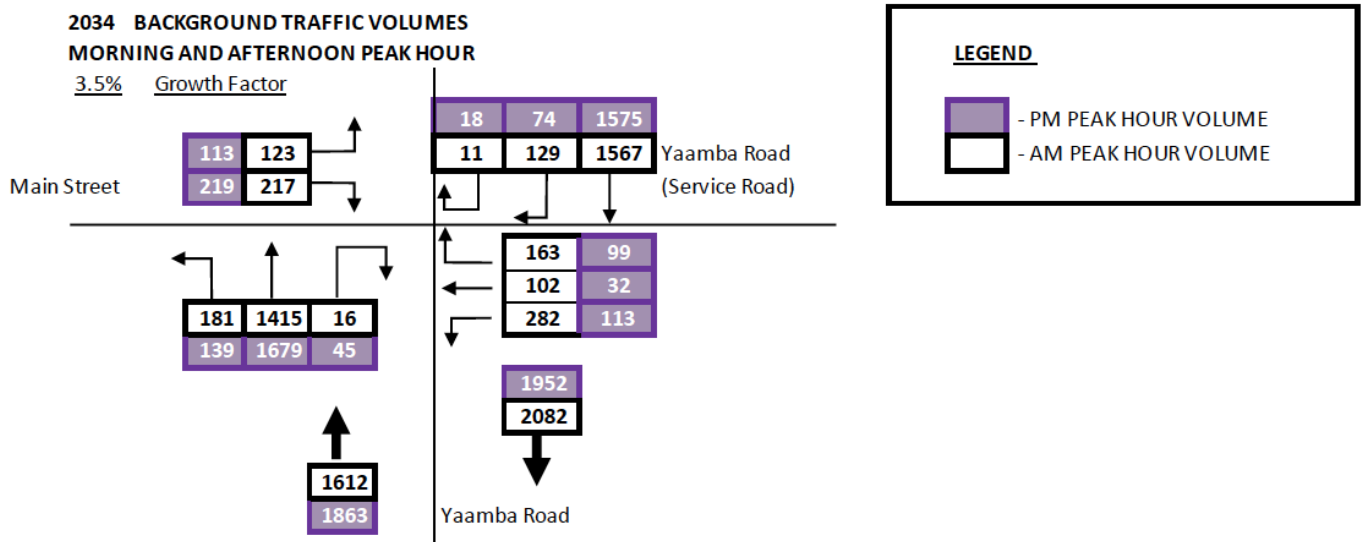 2034 BACKGROUND TRAFFIC VOLUMES
MORNING AND AFTERNOON PEAK HOUR
3.5% Growth Factor
LEGEND
- PM PEAK HOUR VOLUME
- AM PEAK HOUR VOLUME
18 74 1575
11 129 1567
Yaamba Road
(Service Road)
113 123
219 217
Main Street
163 99
102 32
282 113
181 1415 16
139 1679 45
1952
2082
1612
1863
Yaamba Road